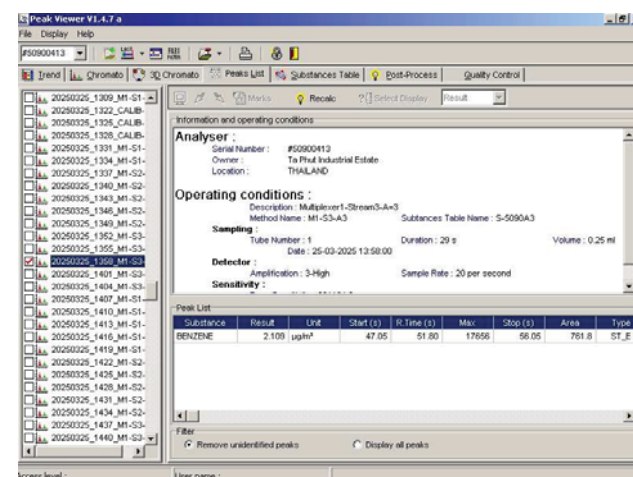 Peak Viewer V1.4.7 a
File Display Help
#50900413
Trend Chromato 3D Chromato Peaks List Substances Table Post-Process Quality Control
Marks Recalc Select Display Result
20250325_1309_M1-S1-
20250325_1322_CALIB-
20250325_1325_CALIB-
20250325_1328_CALIB-
20250325_1331_M1-S1-
20250325_1334_M1-S1-
20250325_1337_M1-S2-
20250325_1340_M1-S2-
20250325_1343_M1-S2-
20250325_1346_M1-S2-
20250325_1349_M1-S2-
20250325_1352_M1-S3-
20250325_1355_M1-S3-
20250325_1358_M1-S3-
20250325_1401_M1-S3-
20250325_1404_M1-S3-
20250325_1407_M1-S1-
20250325_1410_M1-S1-
20250325_1413_M1-S1-
20250325_1416_M1-S1-
20250325_1419_M1-S1-
20250325_1422_M1-S2-
20250325_1425_M1-S2-
20250325_1428_M1-S2-
20250325_1431_M1-S2-
20250325_1434_M1-S2-
20250325_1437_M1-S3-
20250325_1440_M1-S3-
Information and operating conditions
Analyser :
Serial Number : #50900413
Owner : Ta Phut Industrial Estate
Location : THAILAND
Operating conditions :
Description : Multiplexer1-Stream3-A=3
Method Name : M1-S3-A3 Subtances Table Name : S-5090A3
Sampling :
Tube Number : 1 Duration : 29 s Volume : 0.25 ml
Date : 25-03-2025 13:58:00
Detector :
Amplification : 3-High Sample Rate : 20 per second
Sensitivity :
Peak List
Substance Result Unit Start (s) R.Time (s) Max Stop (s) Area Type
BENZENE 2.109 µg/m³ 47.05 51.80 17656 56.05 761.8 ST_E
Filter
Remove unidentified peaks Display all peaks
Access level : User name :